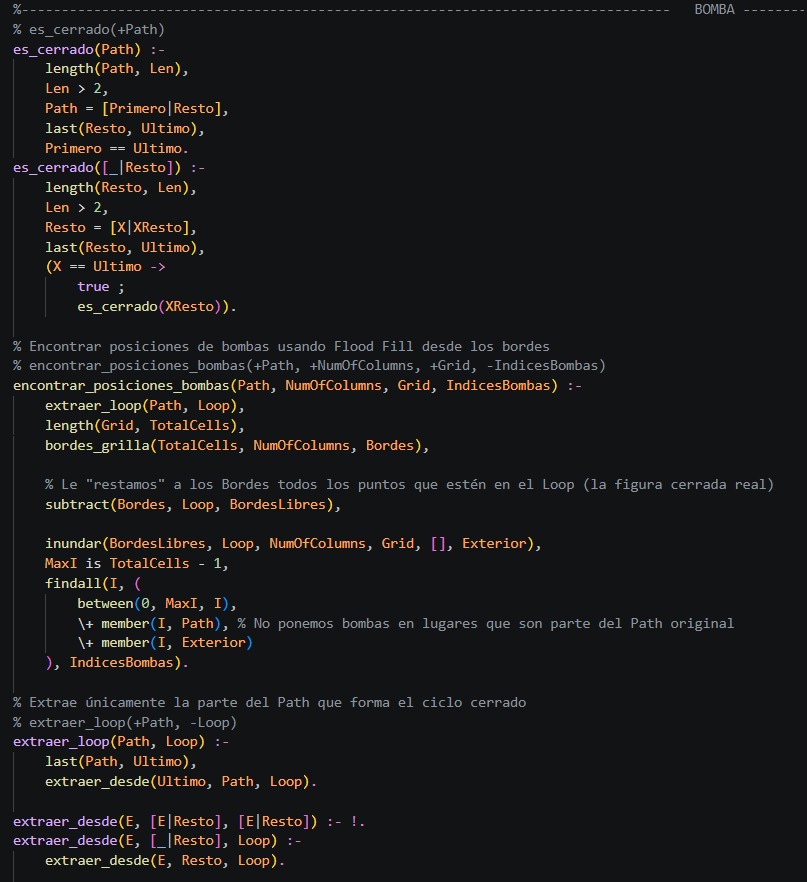 %------------------------------------------------------------------------------- BOMBA --------
% es_cerrado(+Path)
es_cerrado(Path) :-
    length(Path, Len),
    Len > 2,
    Path = [Primero|Resto],
    last(Resto, Ultimo),
    Primero == Ultimo.
es_cerrado([_|Resto]) :-
    length(Resto, Len),
    Len > 2,
    Resto = [X|XResto],
    last(Resto, Ultimo),
    (X == Ultimo ->
        true ;
        es_cerrado(XResto)).

% Encontrar posiciones de bombas usando Flood Fill desde los bordes
% encontrar_posiciones_bombas(+Path, +NumOfColumns, +Grid, -IndicesBombas)
encontrar_posiciones_bombas(Path, NumOfColumns, Grid, IndicesBombas) :-
    extraer_loop(Path, Loop),
    length(Grid, TotalCells),
    bordes_grilla(TotalCells, NumOfColumns, Bordes),

    % Le "restamos" a los Bordes todos los puntos que estén en el Loop (la figura cerrada real)
    subtract(Bordes, Loop, BordesLibres),

    inundar(BordesLibres, Loop, NumOfColumns, Grid, [], Exterior),
    MaxI is TotalCells - 1,
    findall(I, (
        between(0, MaxI, I),
        \+ member(I, Path), % No ponemos bombas en lugares que son parte del Path original
        \+ member(I, Exterior)
    ), IndicesBombas).

% Extrae únicamente la parte del Path que forma el ciclo cerrado
% extraer_loop(+Path, -Loop)
extraer_loop(Path, Loop) :-
    last(Path, Ultimo),
    extraer_desde(Ultimo, Path, Loop).

extraer_desde(E, [E|Resto], [E|Resto]) :- !.
extraer_desde(E, [_|Resto], Loop) :-
    extraer_desde(E, Resto, Loop).